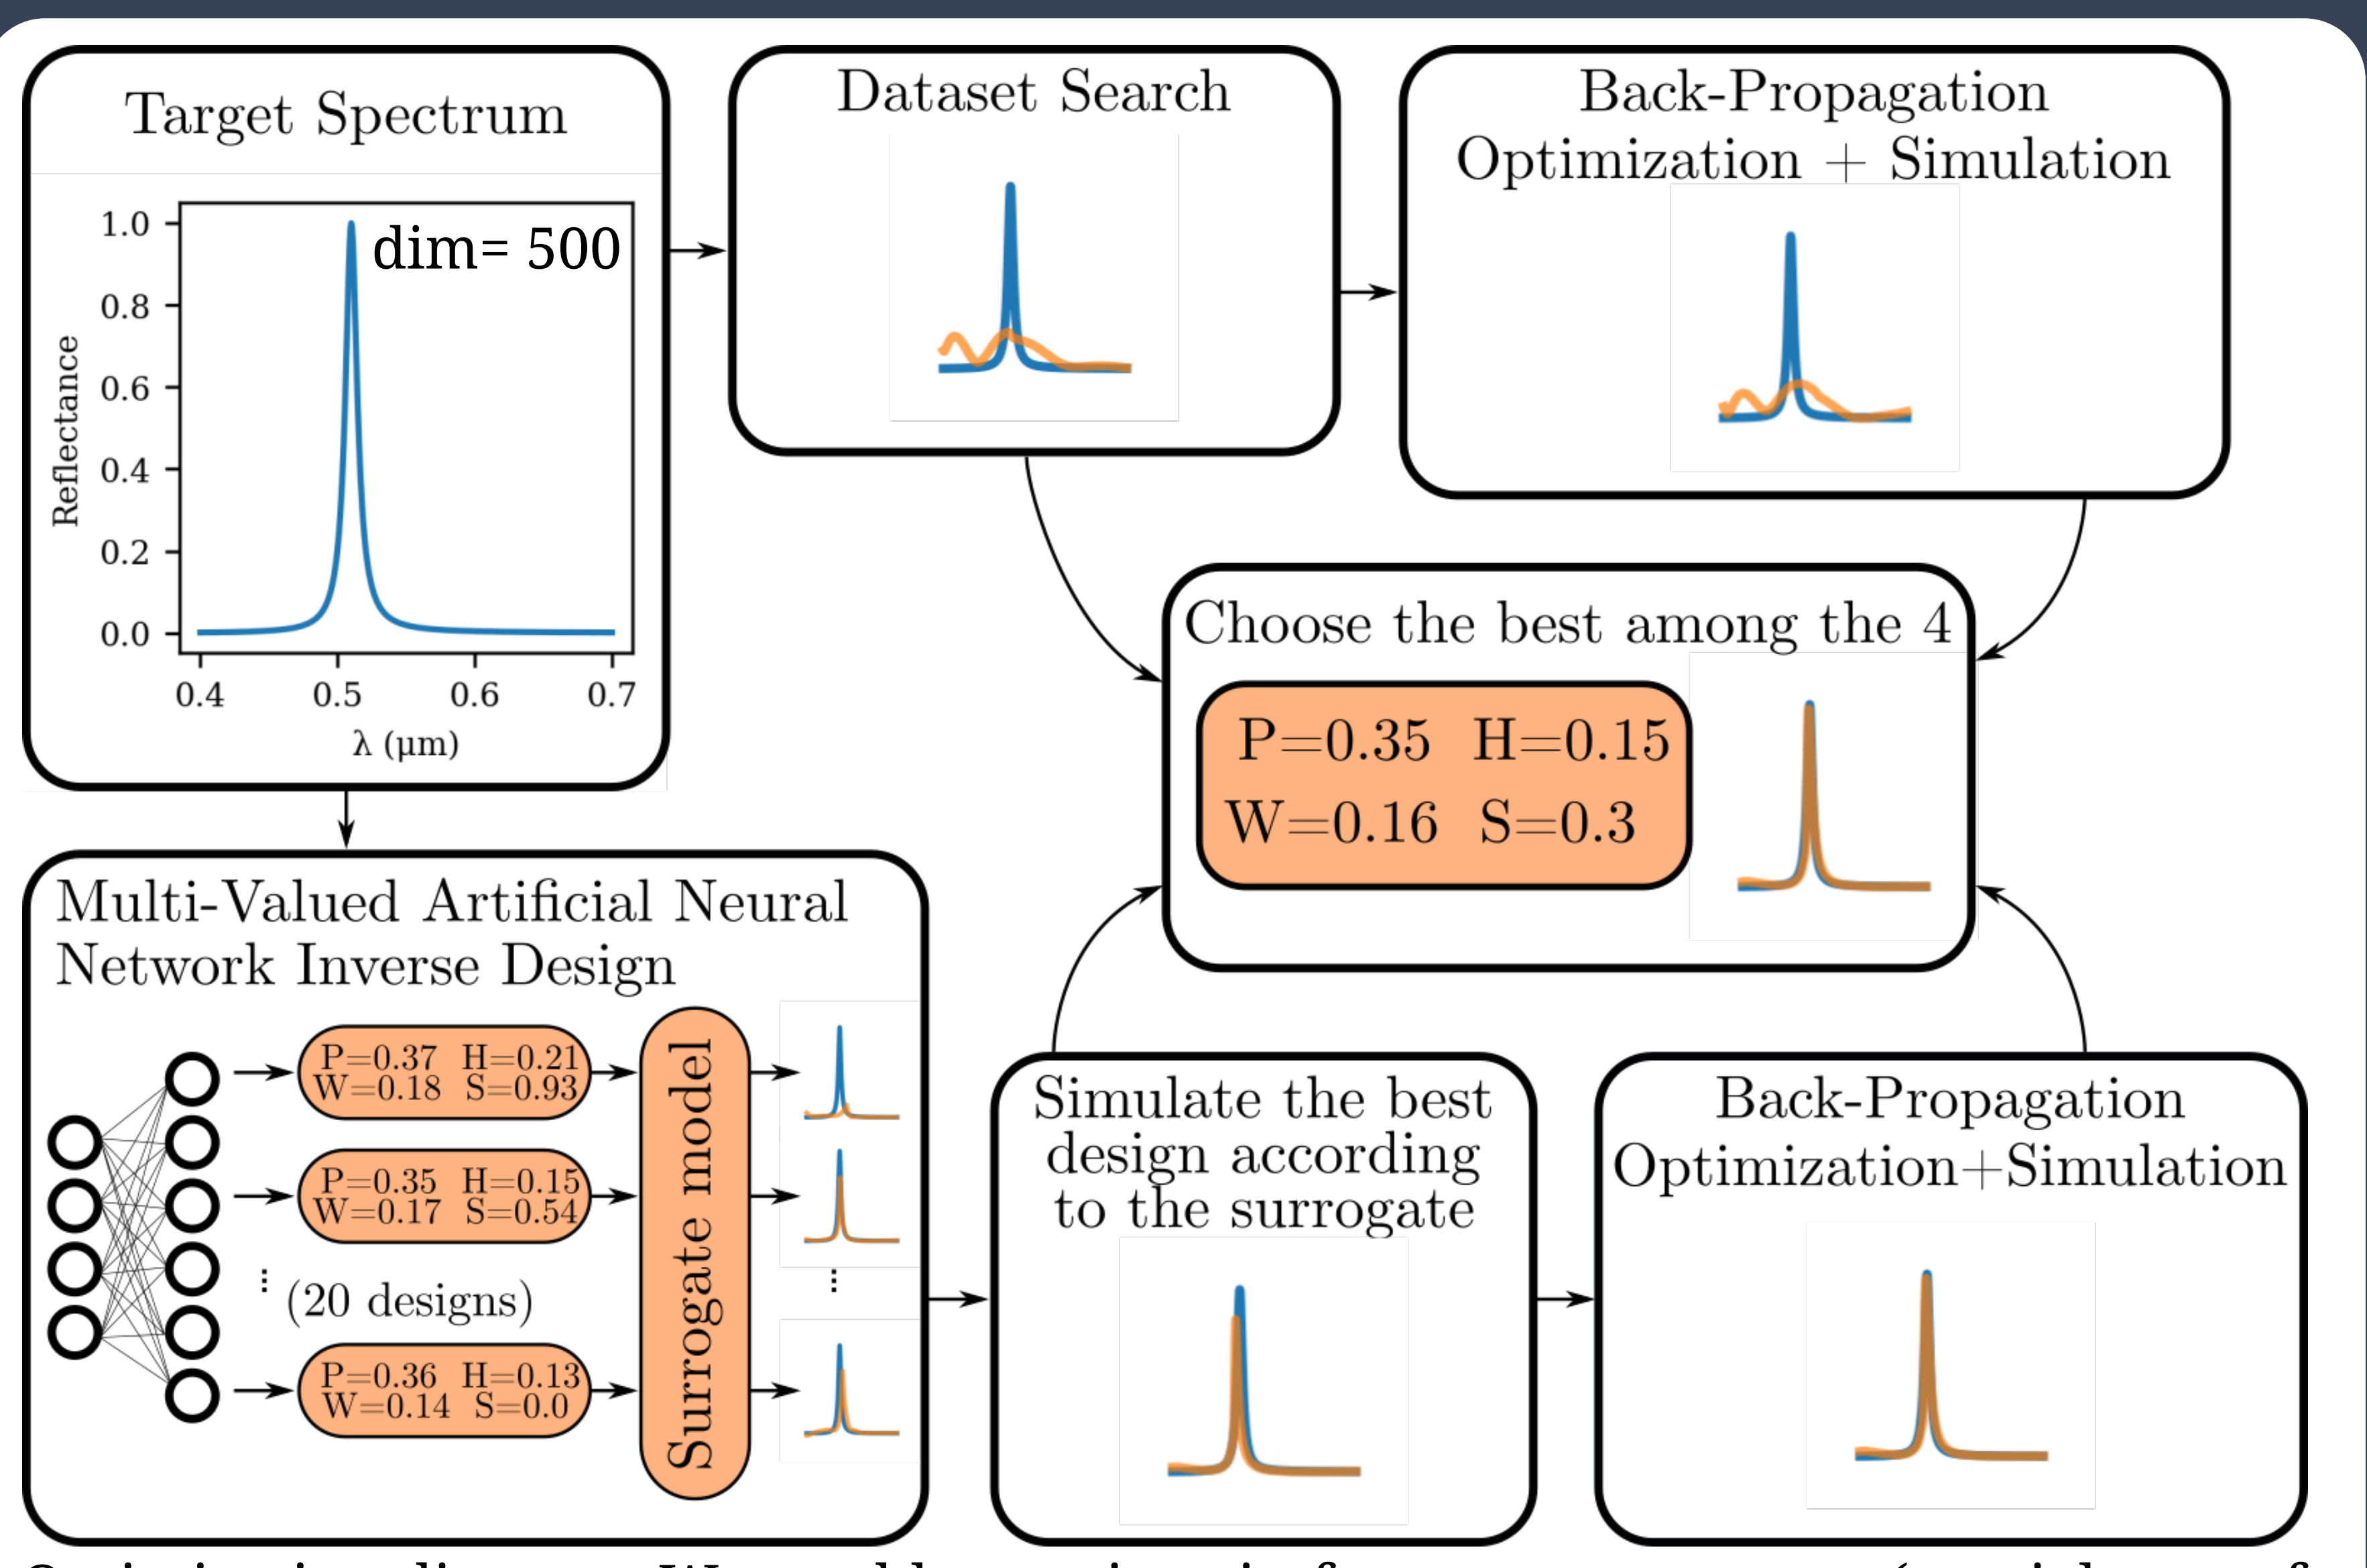 Target Spectrum
dim= 500
1.0
0.8
0.6
0.4
0.2
0.0
Reflectance
0.4 0.5 0.6 0.7
λ (μm)
Dataset Search
Back-Propagation
Optimization + Simulation
Choose the best among the 4
P=0.35 H=0.15
W=0.16 S=0.3
Multi-Valued Artificial Neural
Network Inverse Design
P=0.37 H=0.21
W=0.18 S=0.93
P=0.35 H=0.15
W=0.17 S=0.54
(20 designs)
P=0.36 H=0.13
W=0.14 S=0.0
Surrogate model
Simulate the best
design according
to the surrogate
Back-Propagation
Optimization+Simulation